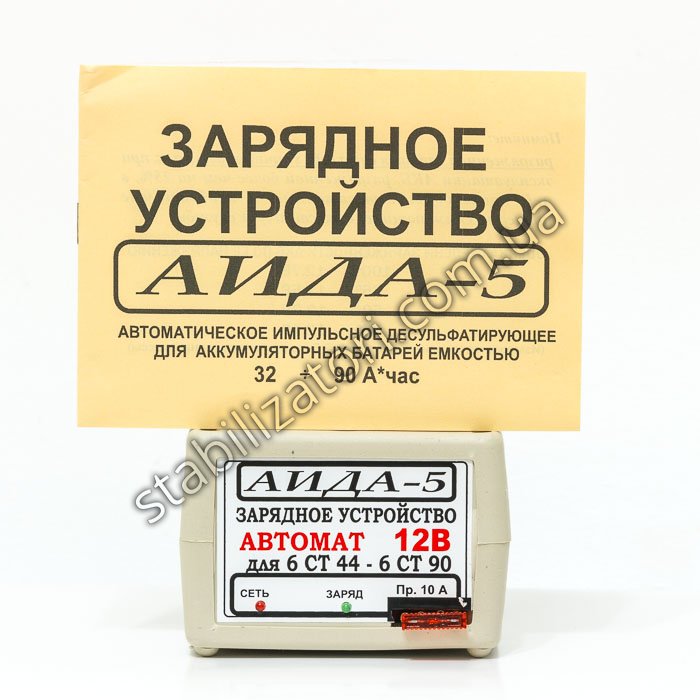 ЗАРЯДНОЕ
УСТРОЙСТВО
АИДА-5
АВТОМАТИЧЕСКОЕ ИМПУЛЬСНОЕ ДЕСУЛЬФАТИРУЮЩЕЕ
ДЛЯ АККУМУЛЯТОРНЫХ БАТАРЕЙ ЕМКОСТЬЮ
32 ÷ 90 А*час
stabilizatori.com.ua
АИДА-5
ЗАРЯДНОЕ УСТРОЙСТВО
АВТОМАТ 12В
для 6 СТ 44 - 6 СТ 90
СЕТЬ ЗАРЯД Пр. 10 А